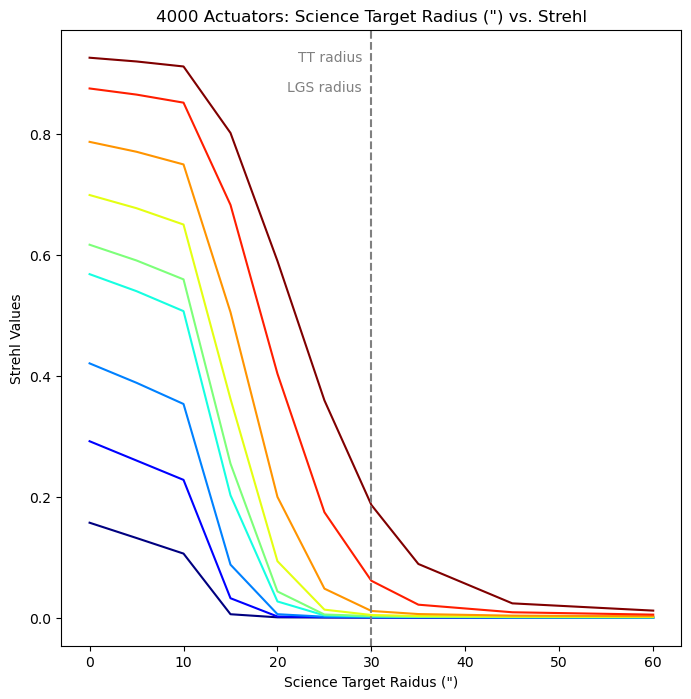 4000 Actuators: Science Target Radius (") vs. Strehl
TT radius
LGS radius
0.8
0.6
0.4
0.2
0.0
Strehl Values
0 10 20 30 40 50 60
Science Target Raidus (")